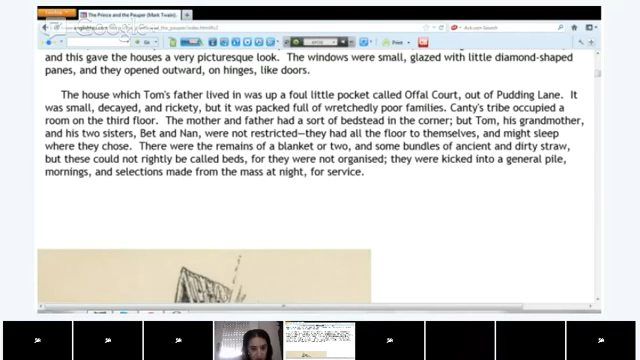 The Prince and the Pauper (Mark Twain).
Google
Print
Ask.com Search
and this gave the houses a very picturesque look. The windows were small, glazed with little diamond-shaped
panes, and they opened outward, on hinges, like doors.
The house which Tom's father lived in was up a foul little pocket called Offal Court, out of Pudding Lane. It
was small, decayed, and rickety, but it was packed full of wretchedly poor families. Canty's tribe occupied a
room on the third floor. The mother and father had a sort of bedstead in the corner; but Tom, his grandmother,
and his two sisters, Bet and Nan, were not restricted—they had all the floor to themselves, and might sleep
where they chose. There were the remains of a blanket or two, and some bundles of ancient and dirty straw,
but these could not rightly be called beds, for they were not organised; they were kicked into a general pile,
mornings, and selections made from the mass at night, for service.